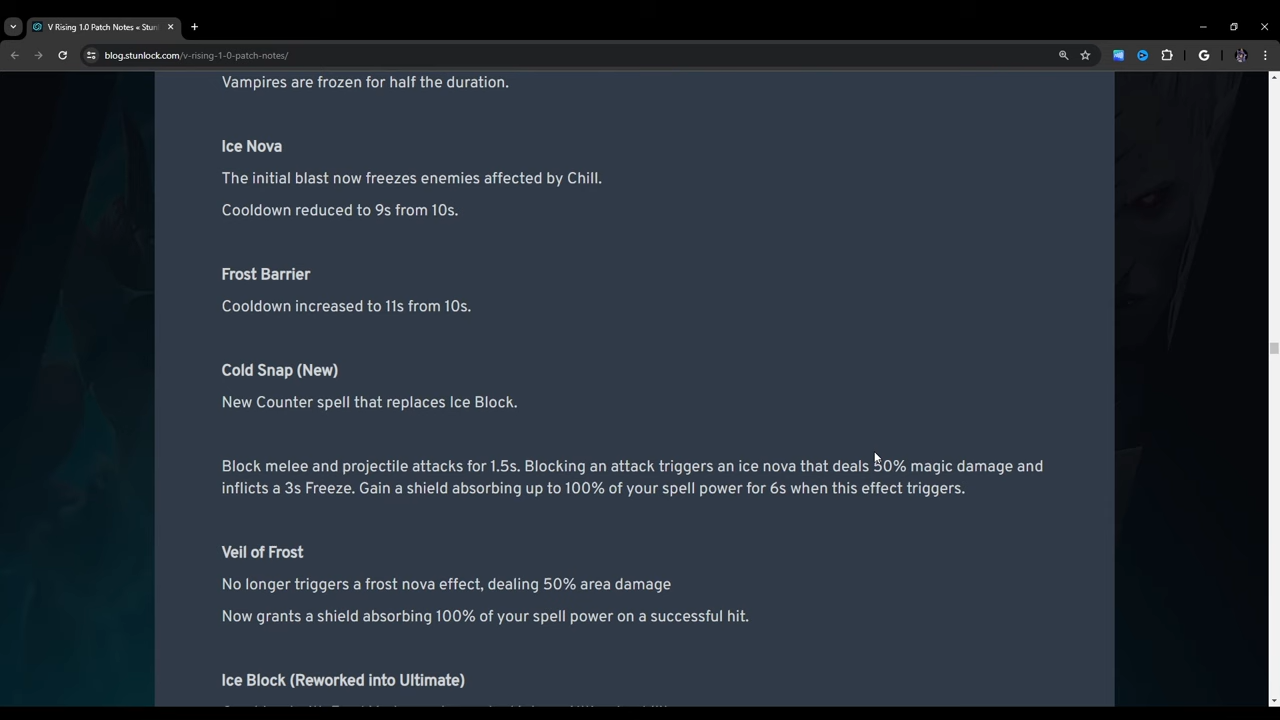 V Rising 1.0 Patch Notes « Stun
blog.stunlock.com/v-rising-1-0-patch-notes/
Vampires are frozen for half the duration.
Ice Nova
The initial blast now freezes enemies affected by Chill.
Cooldown reduced to 9s from 10s.
Frost Barrier
Cooldown increased to 11s from 10s.
Cold Snap (New)
New Counter spell that replaces Ice Block.
Block melee and projectile attacks for 1.5s. Blocking an attack triggers an ice nova that deals 50% magic damage and
inflicts a 3s Freeze. Gain a shield absorbing up to 100% of your spell power for 6s when this effect triggers.
Veil of Frost
No longer triggers a frost nova effect, dealing 50% area damage
Now grants a shield absorbing 100% of your spell power on a successful hit.
Ice Block (Reworked into Ultimate)